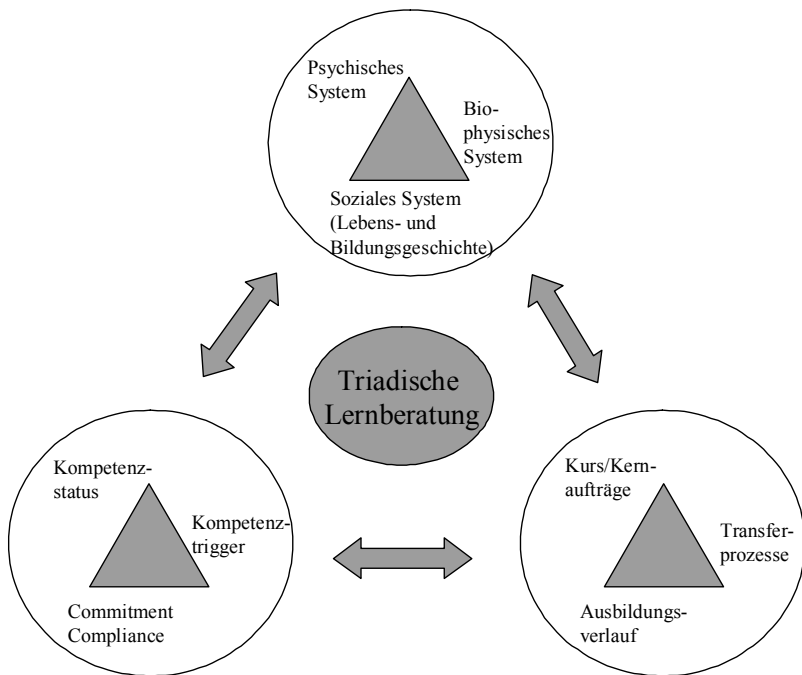 Psychisches
System
Bio-
physisches
System
Soziales System
(Lebens- und
Bildungsgeschichte)
Triadische
Lernberatung
Kompetenz-
status
Kompetenz-
trigger
Commitment
Compliance
Kurs/Kern-
aufträge
Transfer-
prozesse
Ausbildungs-
verlauf